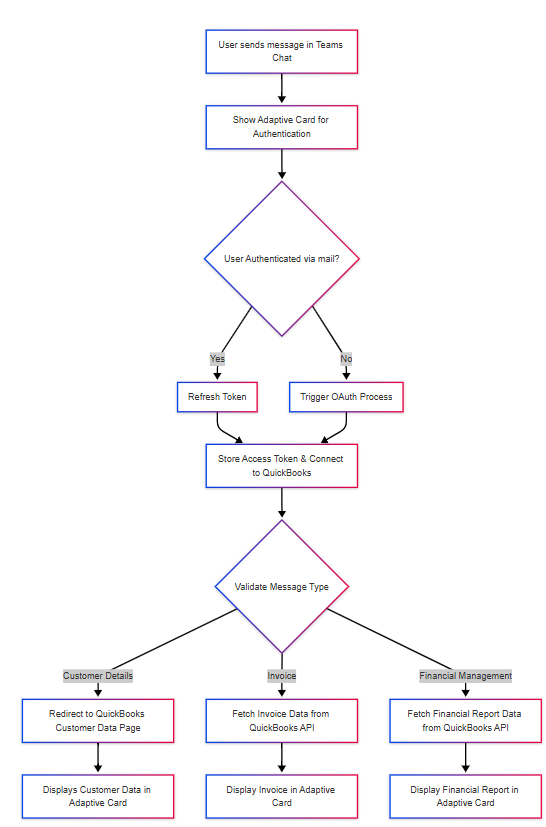 User sends message in Teams
Chat
Show Adaptive Card for
Authentication
User Authenticated via mail?
Yes
No
Refresh Token
Trigger OAuth Process
Store Access Token & Connect
to QuickBooks
Validate Message Type
Customer Details
Invoice
Financial Management
Redirect to QuickBooks
Customer Data Page
Fetch Invoice Data from
QuickBooks API
Fetch Financial Report Data
from QuickBooks API
Displays Customer Data in
Adaptive Card
Display Invoice in Adaptive
Card
Display Financial Report in
Adaptive Card